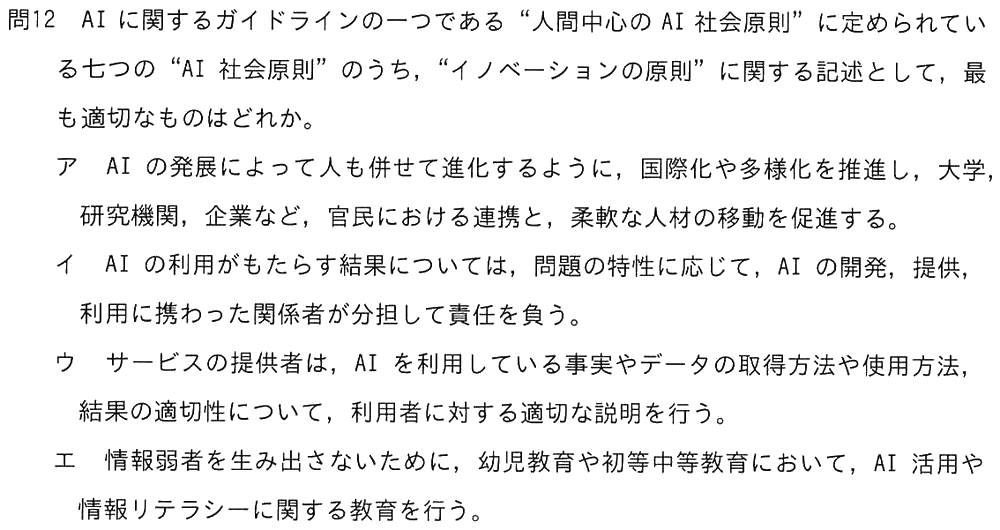 問12　AI に関するガイドラインの一つである“人間中心の AI 社会原則”に定められてい
る七つの“AI 社会原則”のうち，“イノベーションの原則”に関する記述として，最
も適切なものはどれか。
ア　AI の発展によって人も併せて進化するように，国際化や多様化を推進し，大学，
研究機関，企業など，官民における連携と，柔軟な人材の移動を促進する。
イ　AI の利用がもたらす結果については，問題の特性に応じて，AI の開発，提供，
利用に携わった関係者が分担して責任を負う。
ウ　サービスの提供者は，AI を利用している事実やデータの取得方法や使用方法，
結果の適切性について，利用者に対する適切な説明を行う。
エ　情報弱者を生み出さないために，幼児教育や初等中等教育において，AI 活用や
情報リテラシーに関する教育を行う。